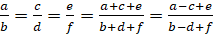 a/b = c/d = e/f = (a+c+e)/(b+d+f) = (a−c+e)/(b−d+f)